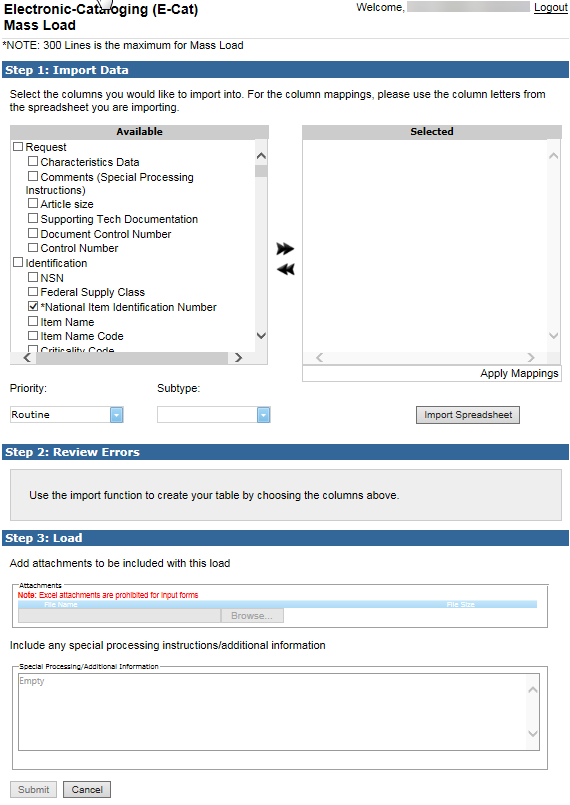 Electronic-Cataloging (E-Cat)
Welcome,
Logout
Mass Load
*NOTE: 300 Lines is the maximum for Mass Load
Step 1: Import Data
Select the columns you would like to import into. For the column mappings, please use the column letters from
the spreadsheet you are importing.
Available
Selected
Request
Characteristics Data
Comments (Special Processing
Instructions)
Article size
Supporting Tech Documentation
Document Control Number
Control Number
Identification
NSN
Federal Supply Class
*National Item Identification Number
Item Name
Item Name Code
Criticality Code
Apply Mappings
Priority:
Subtype:
Routine
Import Spreadsheet
Step 2: Review Errors
Use the import function to create your table by choosing the columns above.
Step 3: Load
Add attachments to be included with this load
Attachments
Note: Excel attachments are prohibited for input forms
File Name
File Size
Browse...
Include any special processing instructions/additional information
Special Processing/Additional Information
Empty
Submit
Cancel